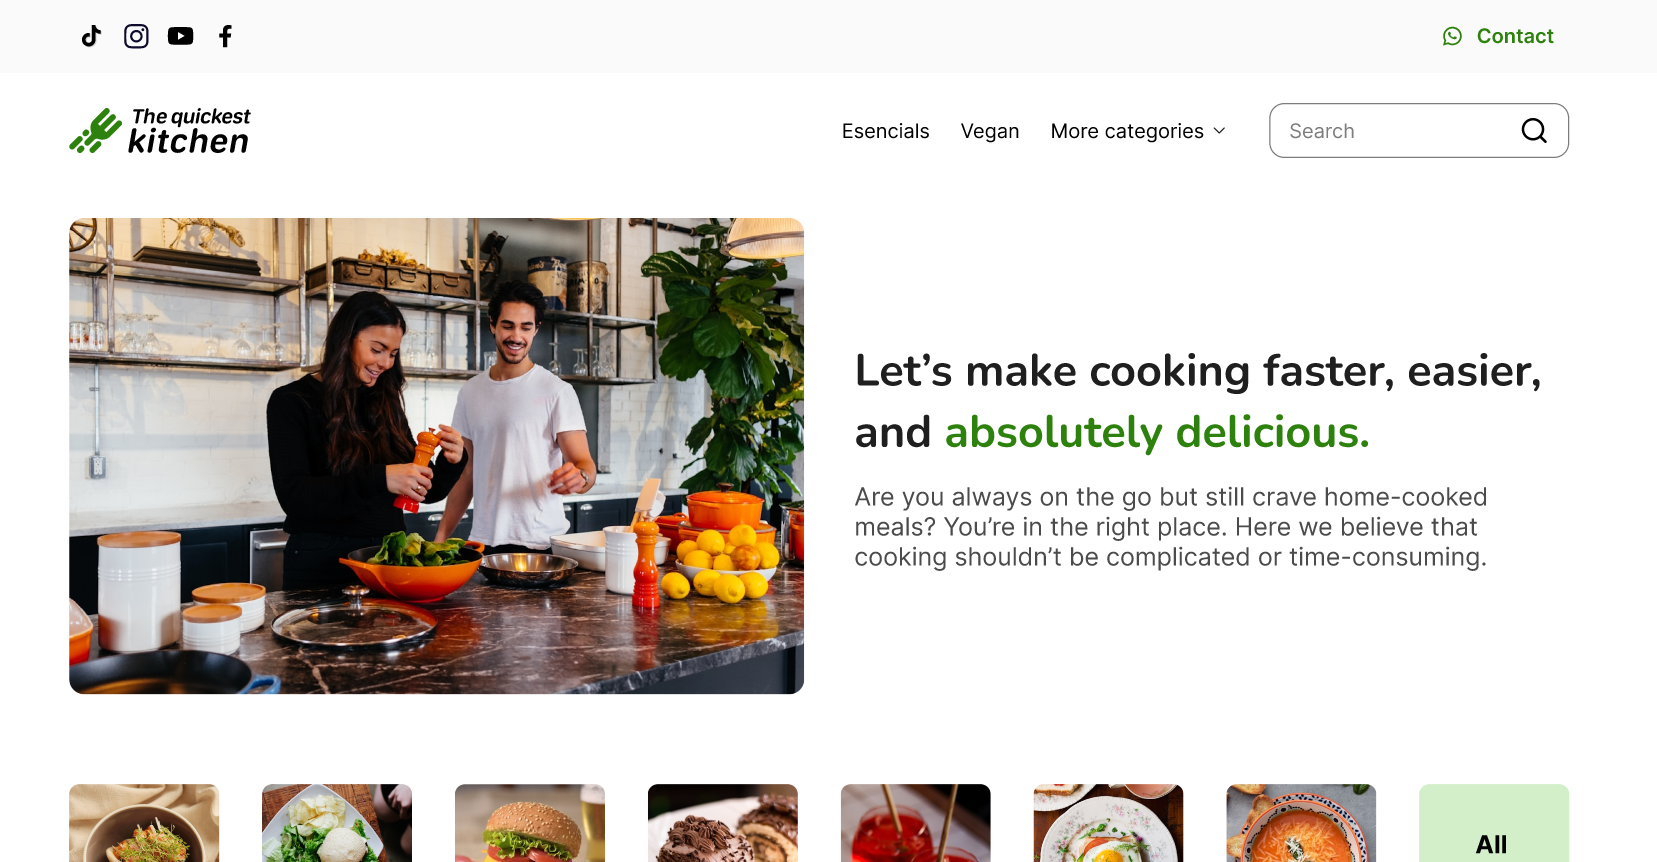 Contact
The quickest
kitchen
Esencials Vegan More categories Search
Let’s make cooking faster, easier,
and absolutely delicious.
Are you always on the go but still crave home-cooked
meals? You’re in the right place. Here we believe that
cooking shouldn’t be complicated or time-consuming.
All